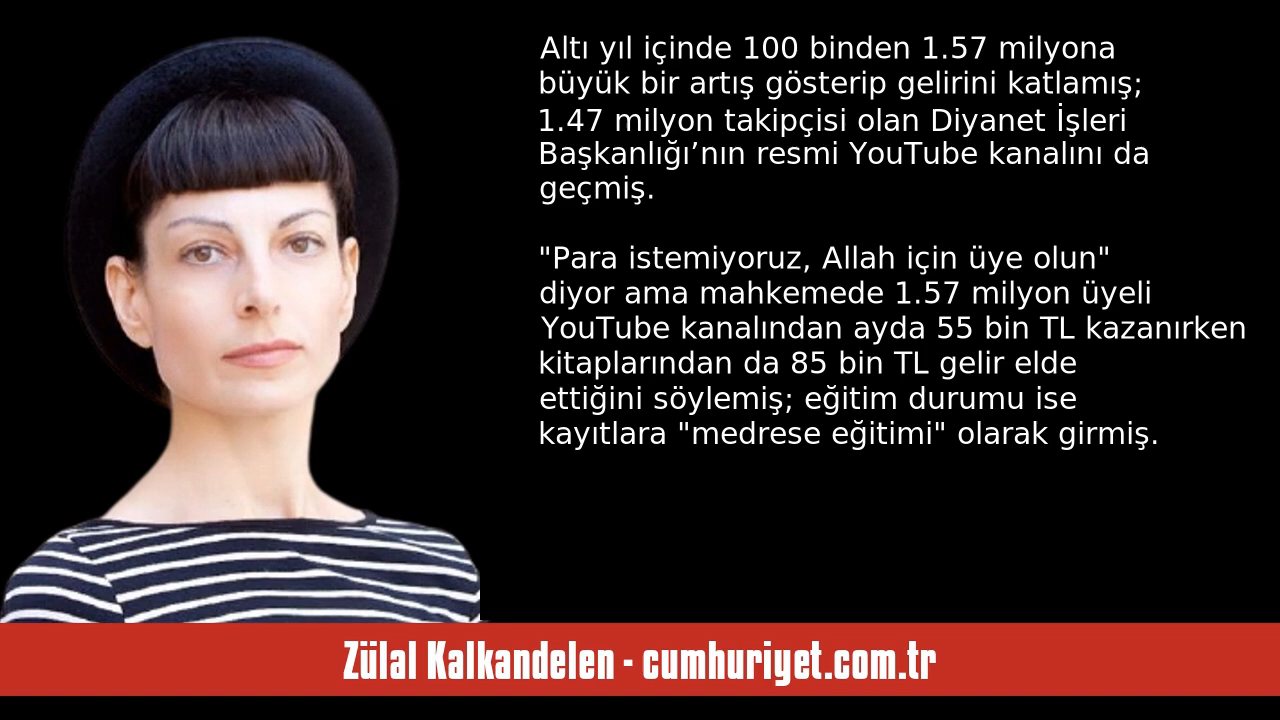 Altı yıl içinde 100 binden 1.57 milyona
büyük bir artış gösterip gelirini katlamış;
1.47 milyon takipçisi olan Diyanet İşleri
Başkanlığı’nın resmi YouTube kanalını da
geçmiş.
"Para istemiyoruz, Allah için üye olun"
diyor ama mahkemede 1.57 milyon üyeli
YouTube kanalından ayda 55 bin TL kazanırken
kitaplarından da 85 bin TL gelir elde
ettiğini söylemiş; eğitim durumu ise
kayıtlara "medrese eğitimi" olarak girmiş.
Zülal Kalkandelen - cumhuriyet.com.tr